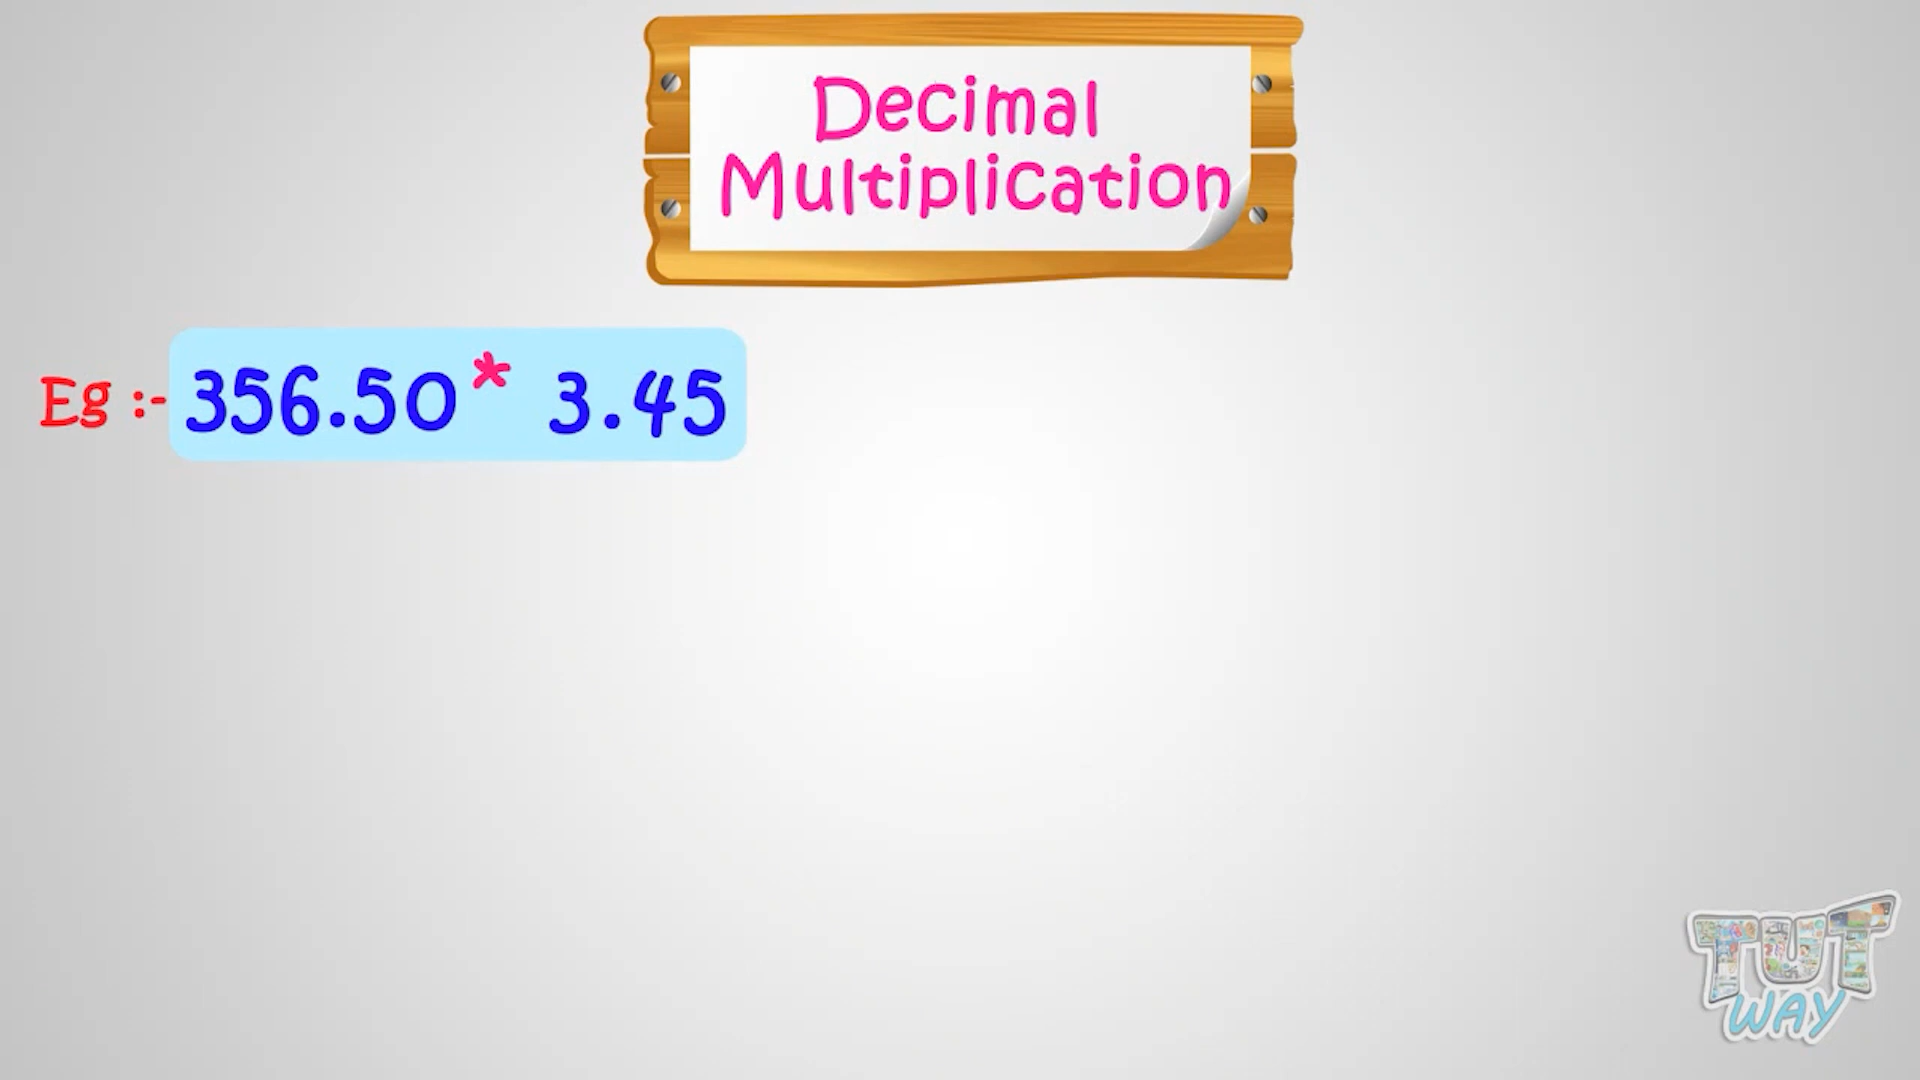 Decimal
Multiplication
Eg :- 356.50 * 3.45
TUT
WAY